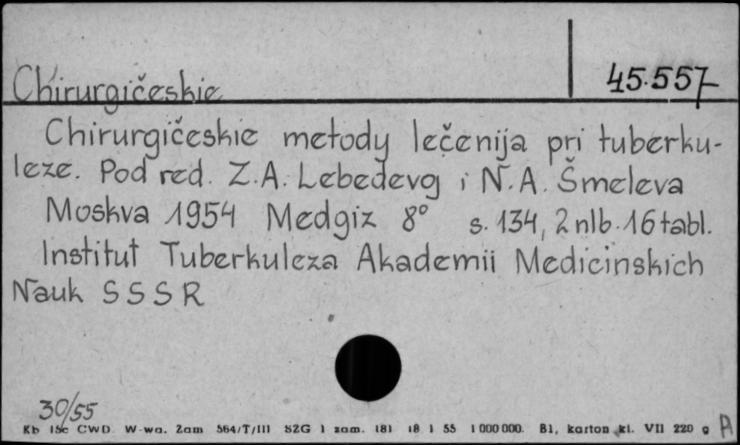 Chirurgičeskie
45.557
Chirurgičeskie metody lečenija pri tuberku-
leze. Pod red. Z.A. Lebedevoj i N.A. Šmeleva
Moskva 1954 Medgiz 8° s. 134, 2 nlb. 16 tabl.
Institut Tuberkuleza Akademii Medicinskich
Nauk SSSR
30/55
Kb 15c CWD. W-wa. Zam 564/T/III SZG 1 zam. 181 18 1 55 1 000 000. Bl. karton kl. VII 220 g A